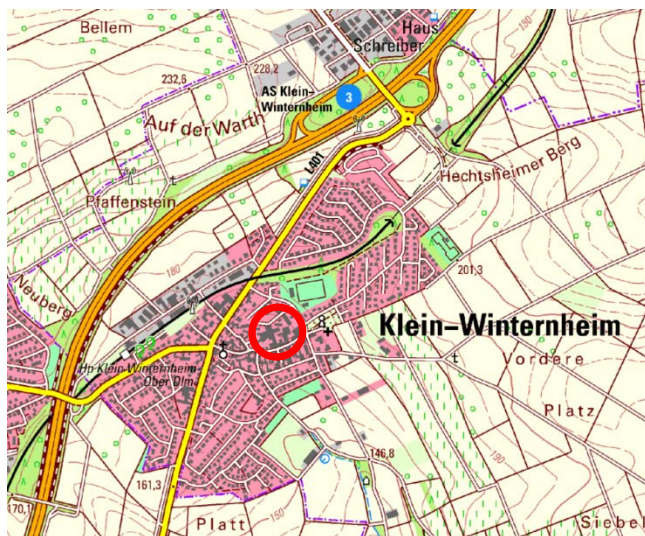 Bellem
Haus
Schreiber
180
150
228,2
232,6
AS Klein-
Winternheim
3
Auf der Warth
L401
Hechtsheimer Berg
Pfaffenstein
180
201,3
Neuberg
Klein-Winternheim
Hp Klein Winternheim
Ober Olm
Vordere
Platz
146,8
161,3
170,1
190
180
Platt
Siebel